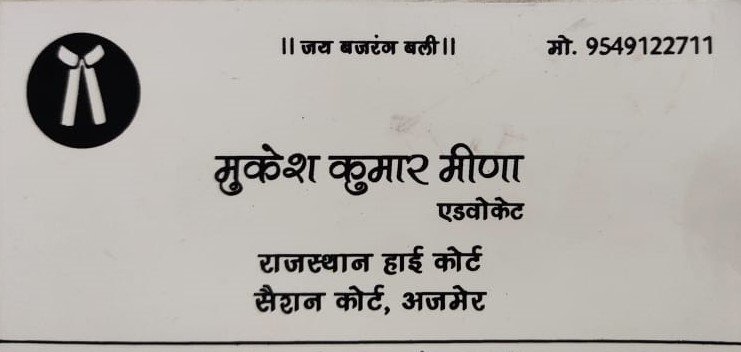 ।। जय बजरंग बली ।। मो. 9549122711
मुकेश कुमार मीणा
एडवोकेट
राजस्थान हाई कोर्ट
सैशन कोर्ट, अजमेर